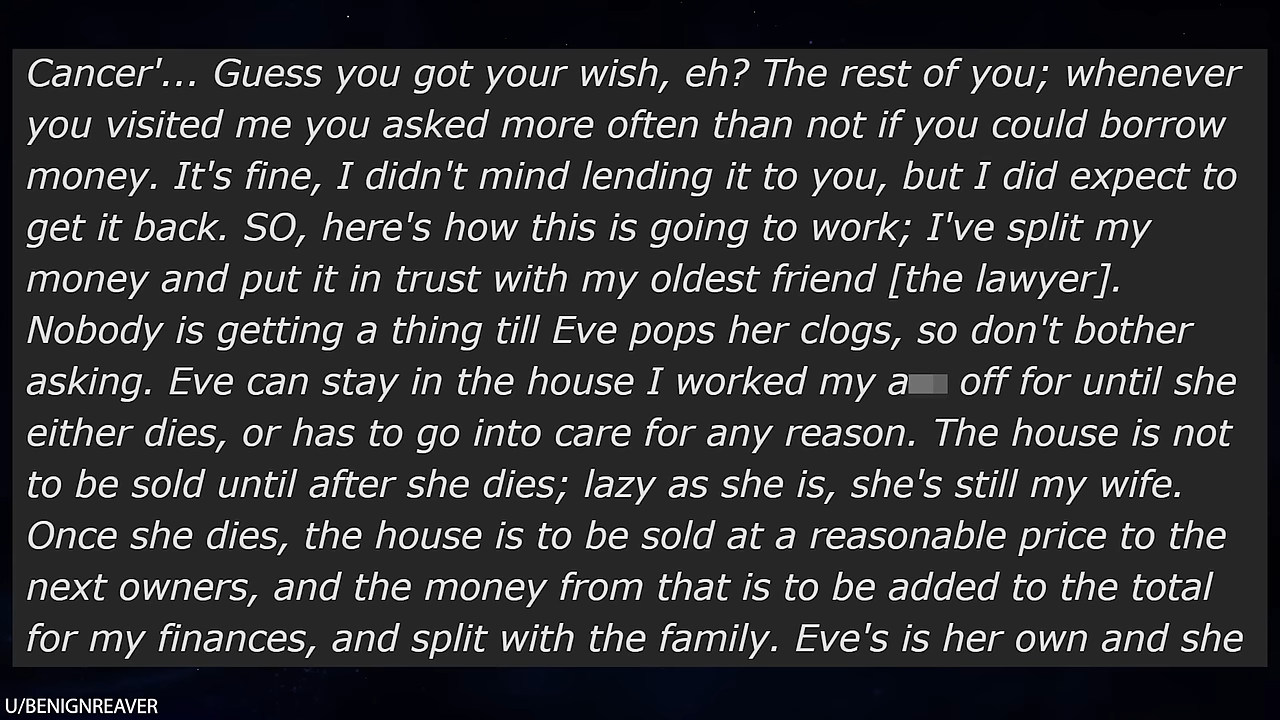 Cancer'... Guess you got your wish, eh? The rest of you; whenever
you visited me you asked more often than not if you could borrow
money. It's fine, I didn't mind lending it to you, but I did expect to
get it back. SO, here's how this is going to work; I've split my
money and put it in trust with my oldest friend [the lawyer].
Nobody is getting a thing till Eve pops her clogs, so don't bother
asking. Eve can stay in the house I worked my a off for until she
either dies, or has to go into care for any reason. The house is not
to be sold until after she dies; lazy as she is, she's still my wife.
Once she dies, the house is to be sold at a reasonable price to the
next owners, and the money from that is to be added to the total
for my finances, and split with the family. Eve's is her own and she
U/BENIGNREAVER